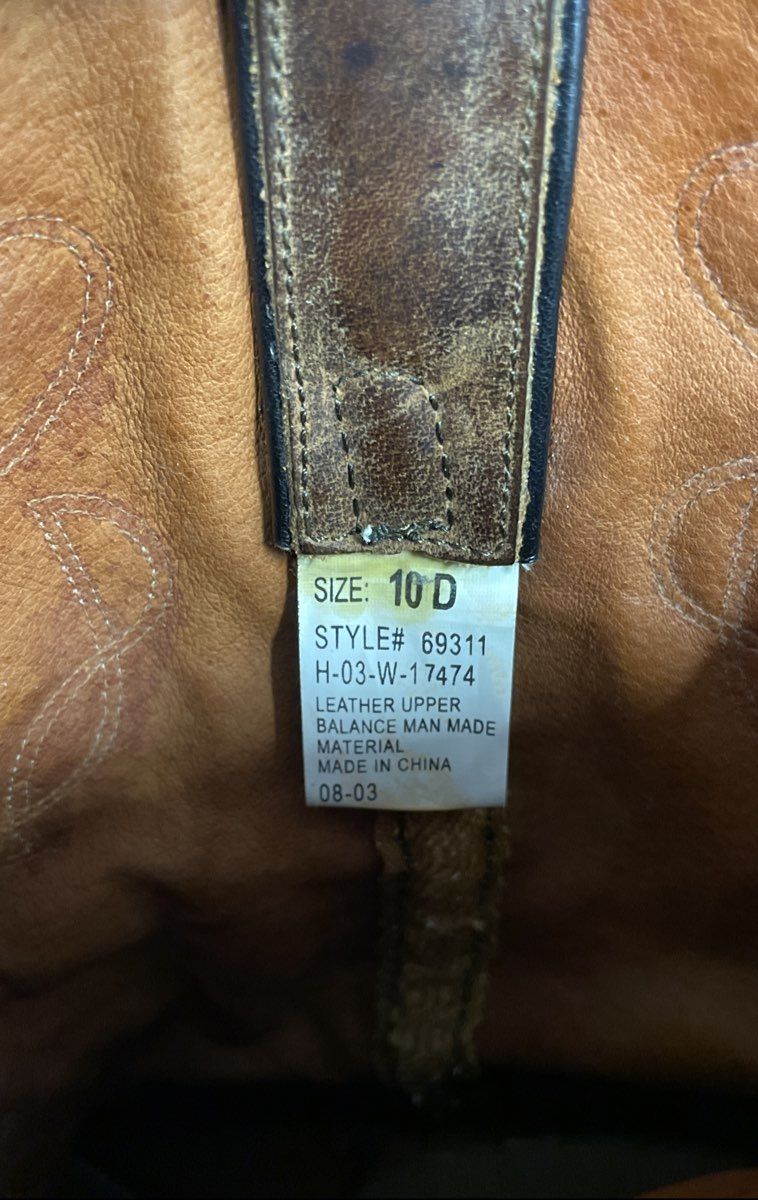 SIZE: 10 D
STYLE# 69311
H-03-W-17474
LEATHER UPPER
BALANCE MAN MADE
MATERIAL
MADE IN CHINA
08-03